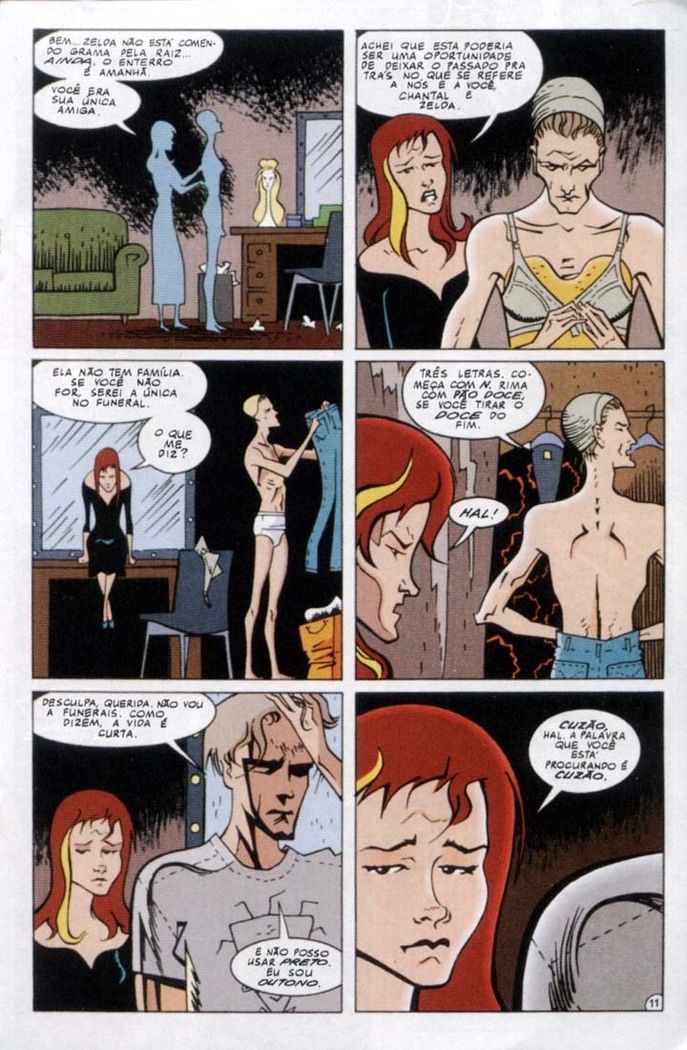 BEM... ZELDA NÃO ESTÁ COMEN-
DO GRAMA PELA RAIZ...
AINDA. O ENTERRO
É AMANHÃ.
VOCÊ ERA
SUA ÚNICA
AMIGA.
ACHEI QUE ESTA PODERIA
SER UMA OPORTUNIDADE
DE DEIXAR O PASSADO PRA
TRÁS NO QUE SE REFERE
A NÓS E A VOCÊ,
CHANTAL E
ZELDA.
ELA NÃO TEM FAMÍLIA.
SE VOCÊ NÃO
FOR, SEREI A ÚNICA
NO FUNERAL.
O QUE
ME
DIZ?
TRÊS LETRAS. CO-
MEÇA COM N. RIMA
COM PÃO DOCE,
SE VOCÊ TIRAR O
DOCE DO
FIM.
HAL!
DESCULPA, QUERIDA. NÃO VOU
A FUNERAIS. COMO
DIZEM, A VIDA É
CURTA.
E NÃO POSSO
USAR PRETO.
EU SOU
OUTONO.
CUZÃO,
HAL. A PALAVRA
QUE VOCÊ
ESTÁ
PROCURANDO É
CUZÃO.
11